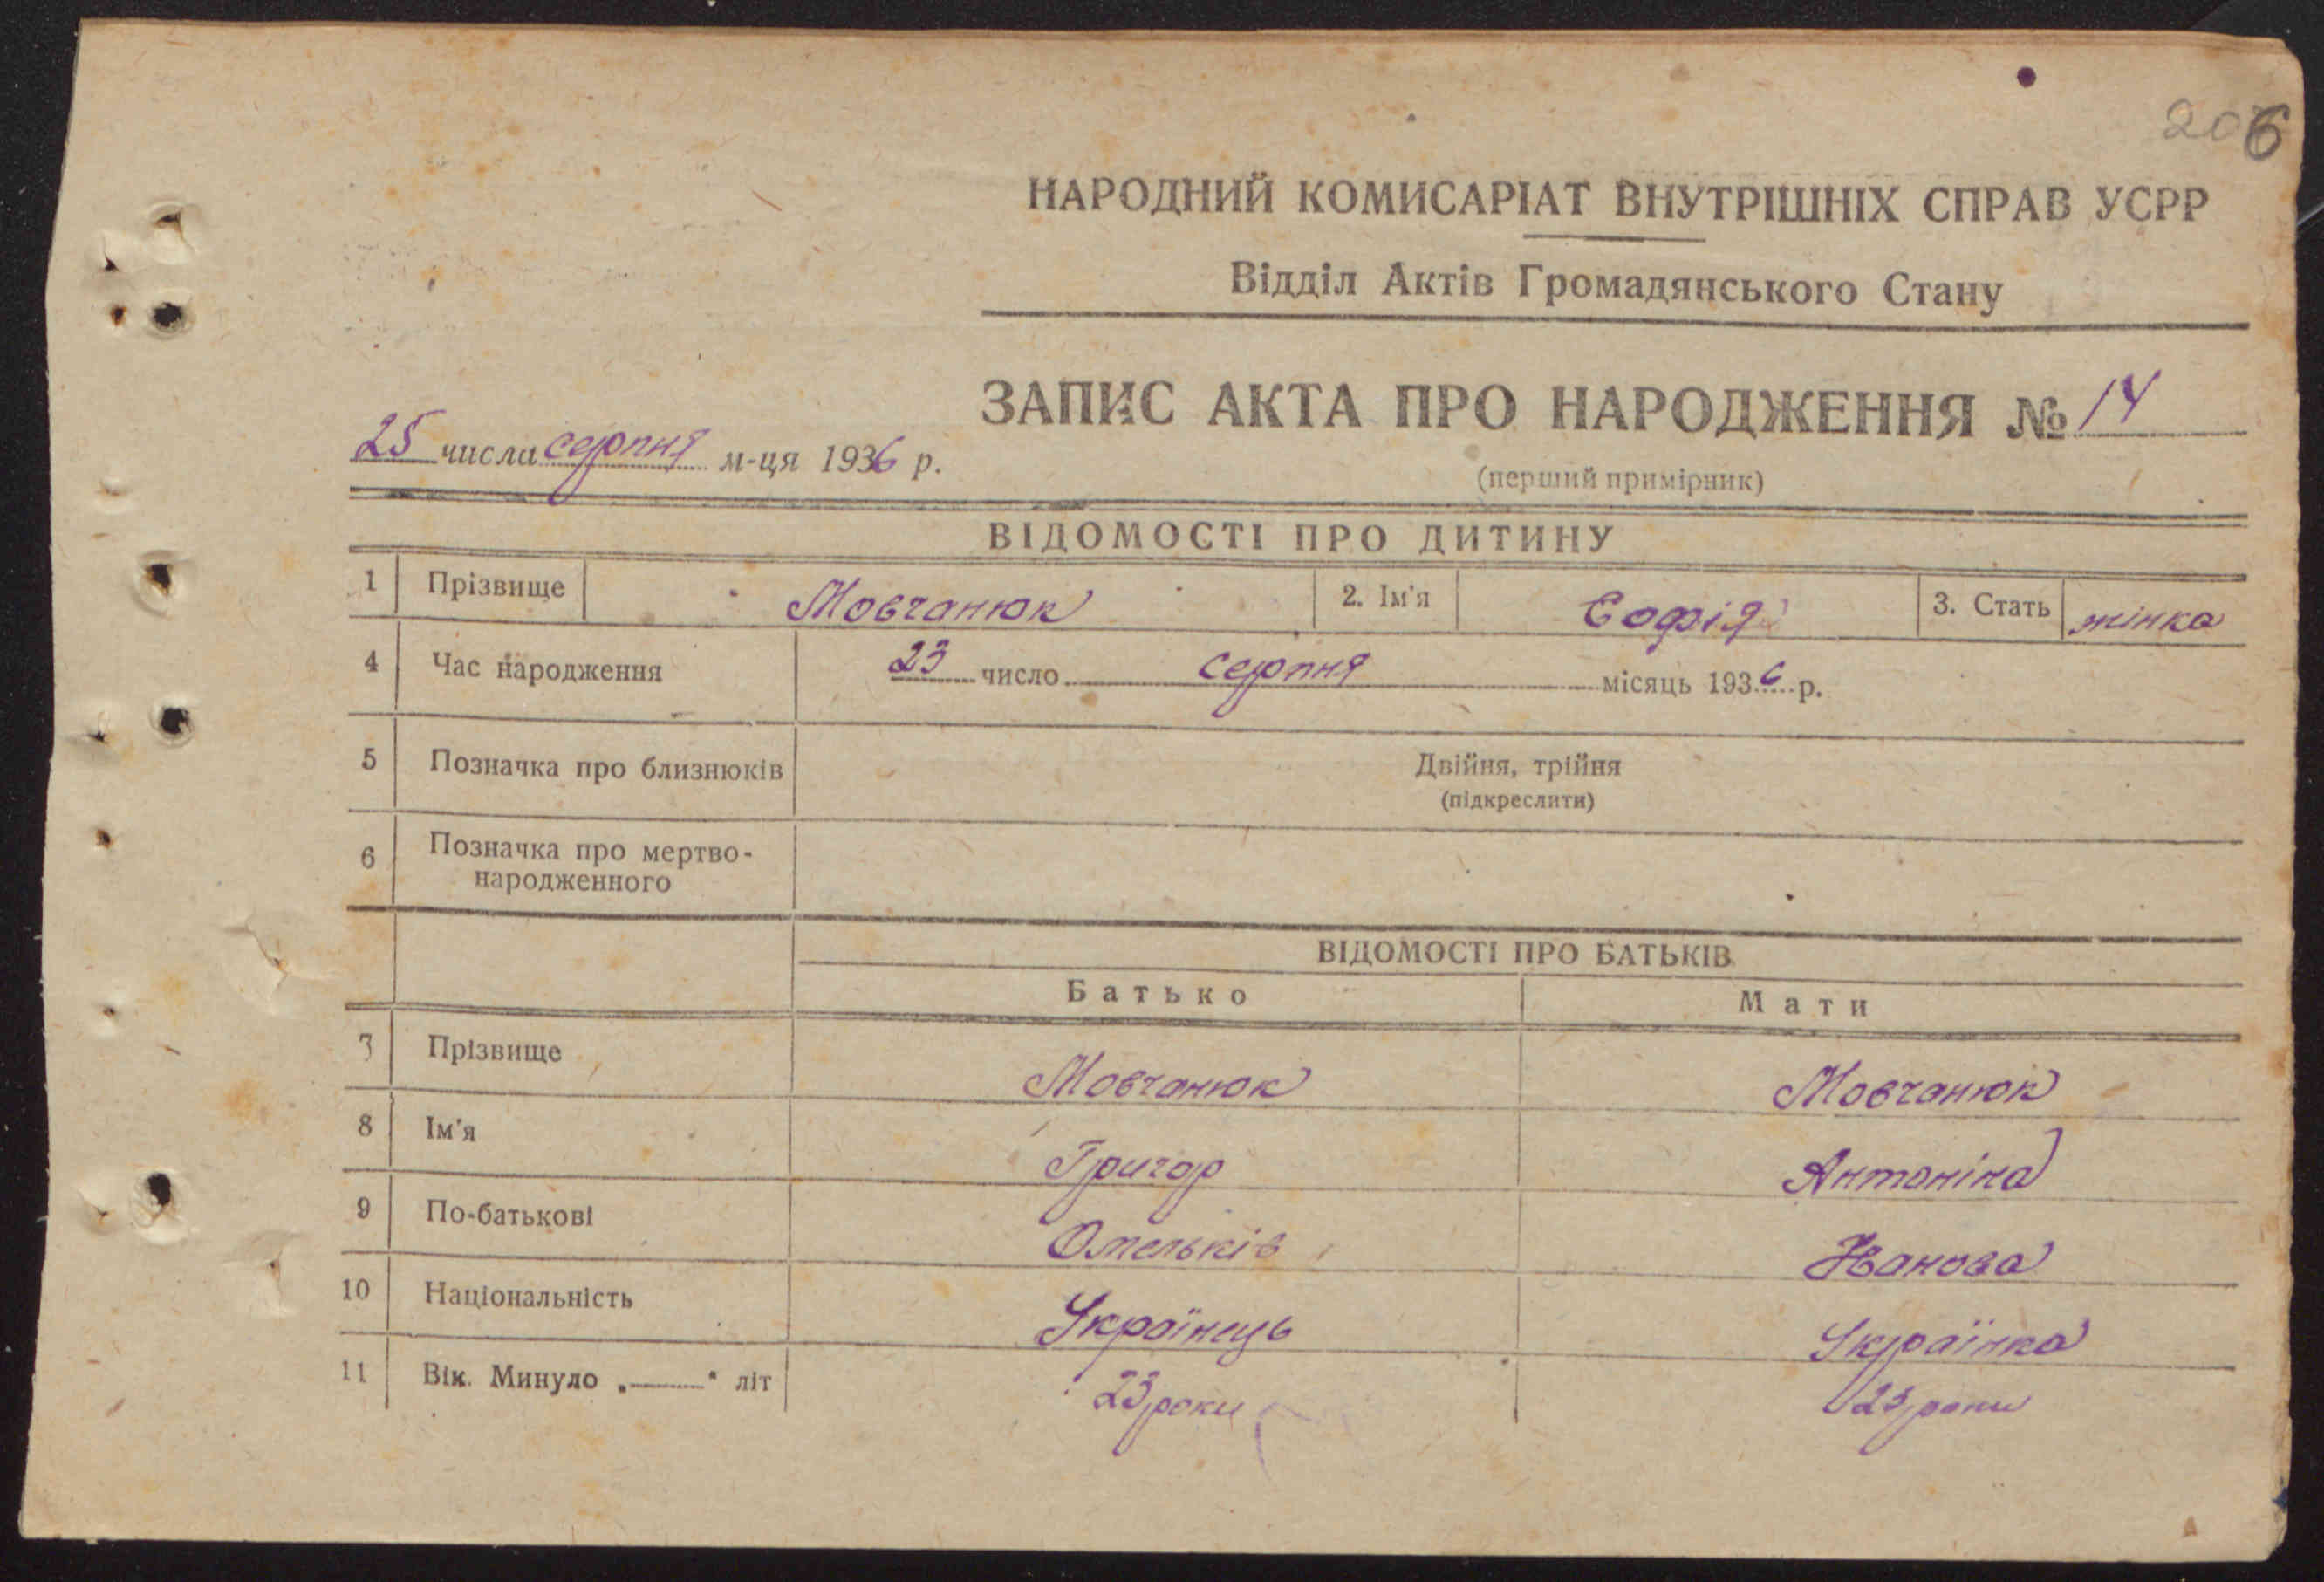 206
НАРОДНИЙ КОМИСАРІАТ ВНУТРІШНІХ СПРАВ УСРР
Відділ Актів Громадянського Стану
ЗАПИС АКТА ПРО НАРОДЖЕННЯ № 14
25 числа серпня м-ця 1936 р.
(перший примірник)
ВІДОМОСТІ ПРО ДИТИНУ
1 Прізвище Мовчанюк 2. Ім'я Софія 3. Стать жінка
4 Час народження 23 число серпня місяць 1936 р.
5 Позначка про близнюків Двійня, трійня
(підкреслити)
6 Позначка про мертво-
народженного
ВІДОМОСТІ ПРО БАТЬКІВ
Батько Мати
7 Прізвище Мовчанюк Мовчанюк
8 Ім'я Григор Антоніна
9 По-батькові Омельків Іванова
10 Національність Українець Українка
11 Вік. Минуло „——" літ 23 роки 23 роки